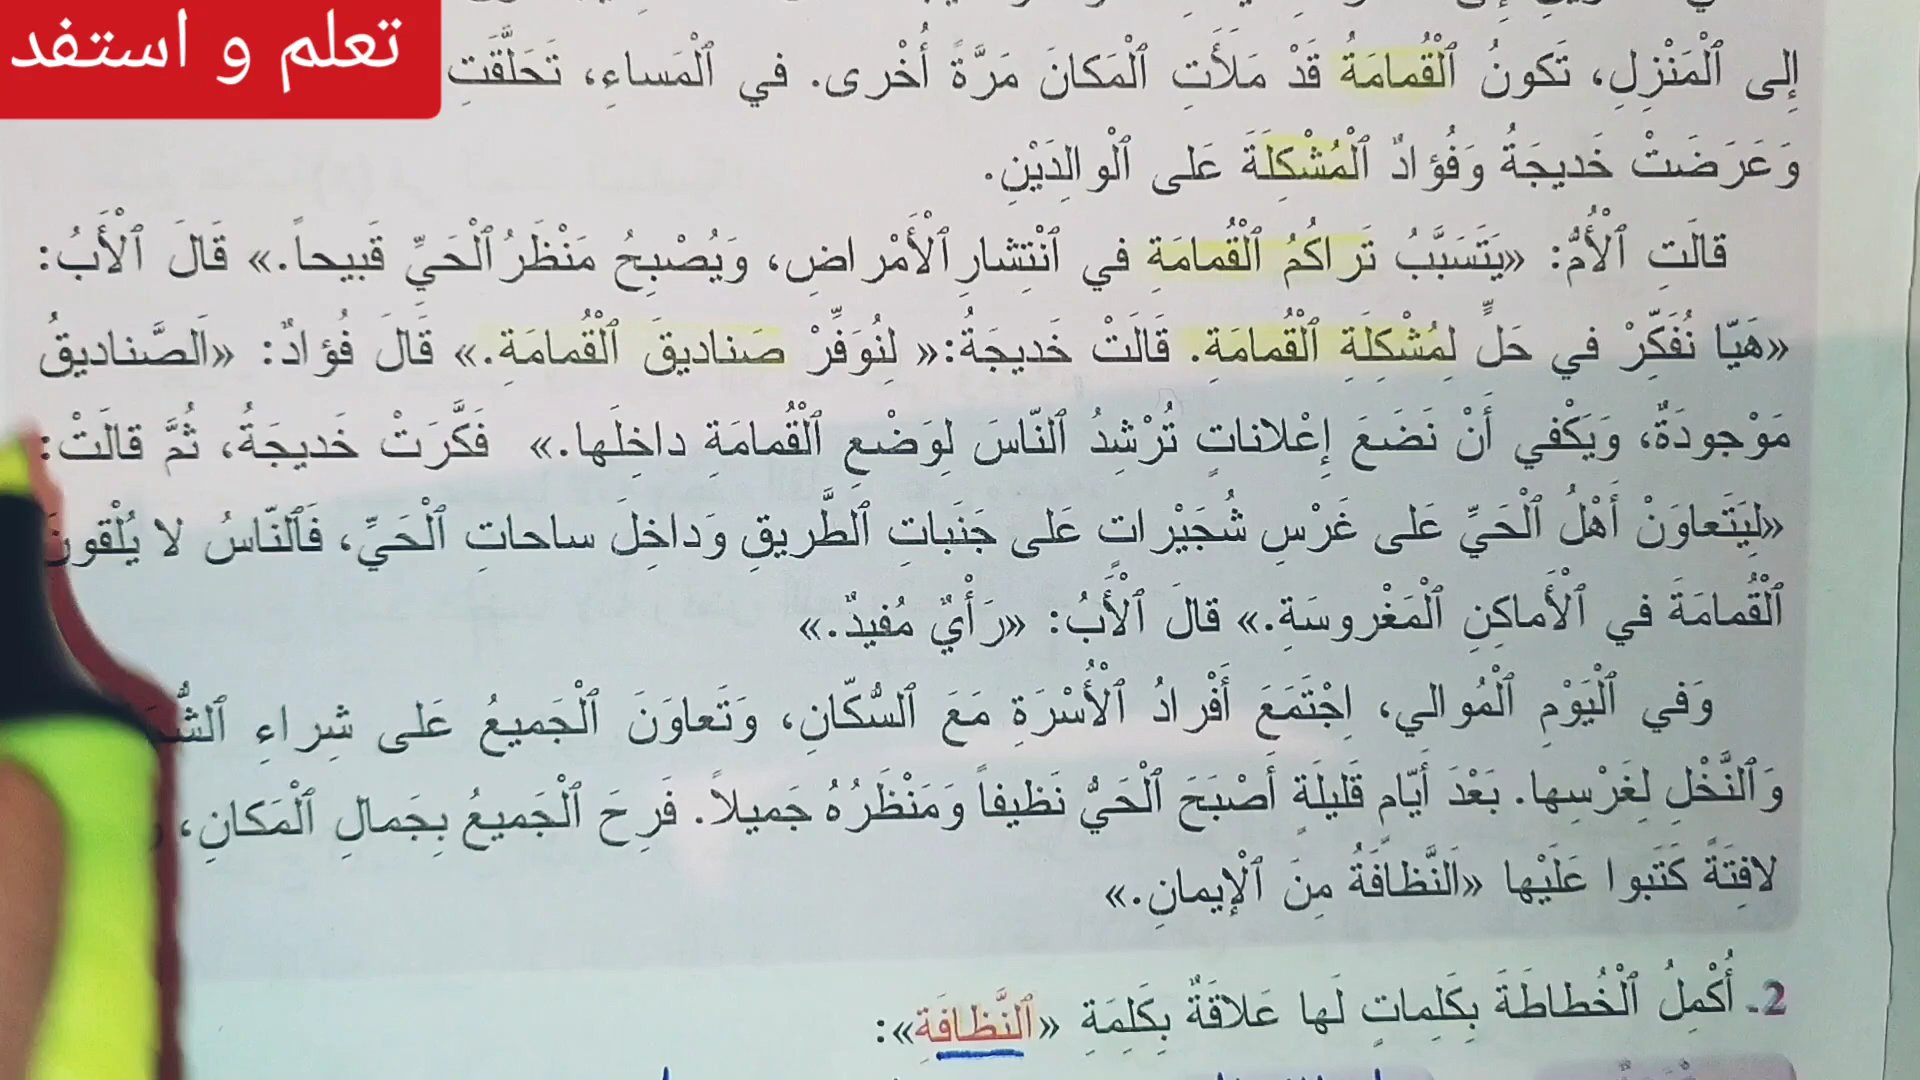 تعلم و استفد
إِلى ٱلْمَنْزِلِ، تَكونُ ٱلْقُمامَةُ قَدْ مَلَأَتِ ٱلْمَكانَ مَرَّةً أُخْرى. في ٱلْمَساءِ، تَحَلَّقَتِ
وَعَرَضَتْ خَديجَةُ وَفُؤادٌ ٱلْمُشْكِلَةَ عَلى ٱلْوالِدَيْنِ.
قالَتِ ٱلْأُمُّ: «يَتَسَبَّبُ تَراكُمُ ٱلْقُمامَةِ في ٱنْتِشارِ ٱلْأَمْراضِ، وَيُصْبِحُ مَنْظَرُ ٱلْحَيِّ قَبيحاً.» قَالَ ٱلْأَبُ:
«هَيّا نُفَكِّرْ في حَلٍّ لِمُشْكِلَةِ ٱلْقُمامَةِ. قَالَتْ خَديجَةُ:« لِنُوَفِّرْ صَناديقَ ٱلْقُمامَةِ.» قَالَ فُؤادٌ: «اَلصَّناديقُ
مَوْجودَةٌ، وَيَكْفي أَنْ نَضَعَ إِعْلاناتٍ تُرْشِدُ ٱلنّاسَ لِوَضْعِ ٱلْقُمامَةِ داخِلَها.» فَكَّرَتْ خَديجَةُ، ثُمَّ قالَتْ:
«لِيَتَعاوَنْ أَهْلُ ٱلْحَيِّ عَلى غَرْسِ شُجَيْراتٍ عَلى جَنَباتِ ٱلطَّريقِ وَداخِلَ ساحاتِ ٱلْحَيِّ، فَٱلنّاسُ لا يُلْقونَ
ٱلْقُمامَةَ في ٱلْأَماكِنِ ٱلْمَغْروسَةِ.» قالَ ٱلْأَبُ: «رَأْيٌ مُفيدٌ.»
وَفي ٱلْيَوْمِ ٱلْمُوالي، اِجْتَمَعَ أَفْرادُ ٱلْأُسْرَةِ مَعَ ٱلسُّكّانِ، وَتَعاوَنَ ٱلْجَميعُ عَلى شِراءِ
وَٱلنَّخْلِ لِغَرْسِها. بَعْدَ أَيّامٍ قَليلَةٍ أَصْبَحَ ٱلْحَيُّ نَظيفاً وَمَنْظَرُهُ جَميلاً. فَرِحَ ٱلْجَميعُ بِجَمالِ ٱلْمَكانِ،
لافِتَةً كَتَبوا عَلَيْها «اَلنَّظافَةُ مِنَ ٱلْإيمانِ.»
2. أُكْمِلُ ٱلْخُطاطَةَ بِكَلِماتٍ لَها عَلاقَةٌ بِكَلِمَةِ «ٱلنَّظافَةِ»: